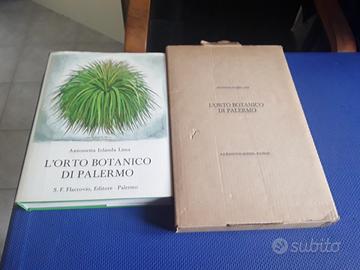 Antonietta Iolanda Lima
L'ORTO BOTANICO
DI PALERMO
S. F. Flaccovio, Editore - Palermo
L'ORTO BOTANICO
DI PALERMO
subito